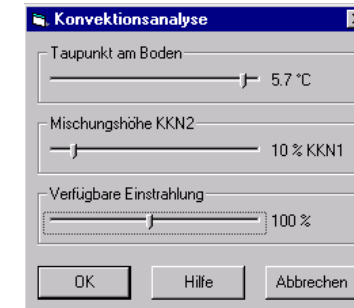 Konvektionsanalyse
Taupunkt am Boden
5.7 °C
Mischungshöhe KKN2
10 % KKN1
Verfügbare Einstrahlung
100 %
OK Hilfe Abbrechen